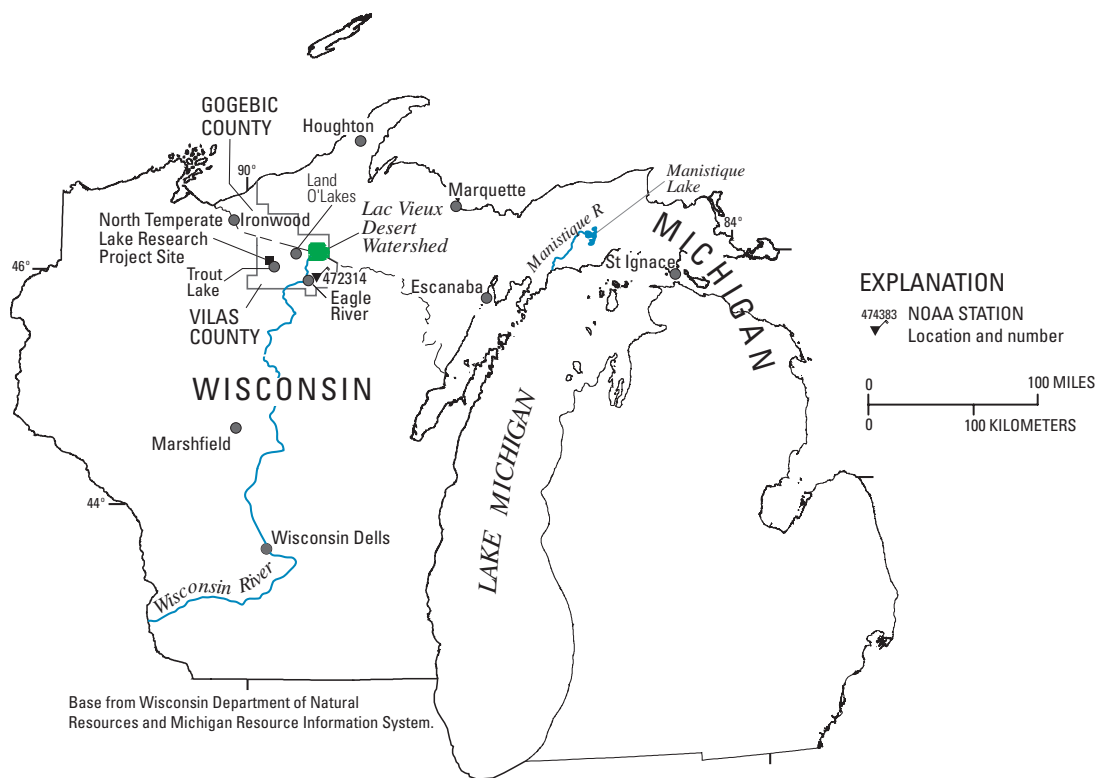 GOGEBIC
COUNTY
Houghton
90°
Land
O'Lakes
Manistique
Lake
Marquette
North Temperate
Lake Research
Project Site
Ironwood
Lac Vieux
Desert
Watershed
Manistique R
84°
MICHIGAN
46°
Trout
Lake
472314
Eagle
River
VILAS
COUNTY
Escanaba
St Ignace
EXPLANATION
474383
NOAA STATION
Location and number
0
100 MILES
0
100 KILOMETERS
WISCONSIN
Marshfield
LAKE MICHIGAN
44°
Wisconsin Dells
Wisconsin River
Base from Wisconsin Department of Natural
Resources and Michigan Resource Information System.